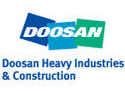 DOOSAN
Doosan Heavy Industries
& Construction